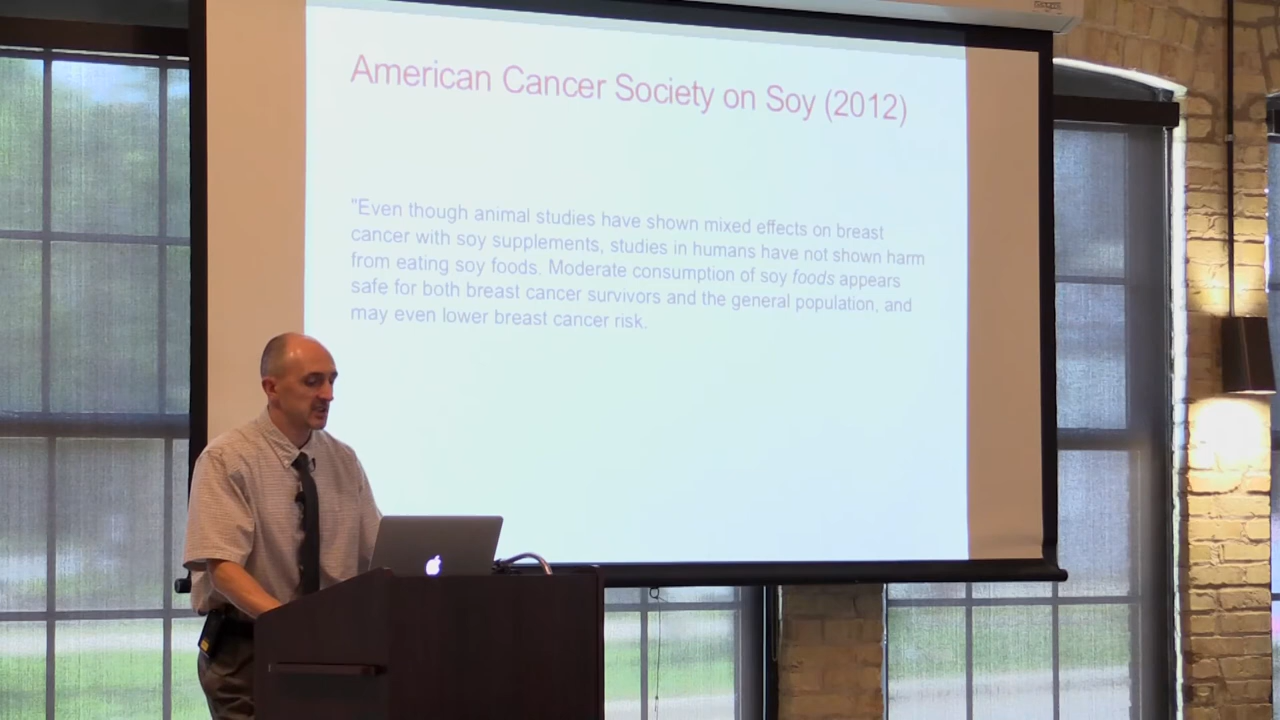 American Cancer Society on Soy (2012)
"Even though animal studies have shown mixed effects on breast
cancer with soy supplements, studies in humans have not shown harm
from eating soy foods. Moderate consumption of soy foods appears
safe for both breast cancer survivors and the general population, and
may even lower breast cancer risk.